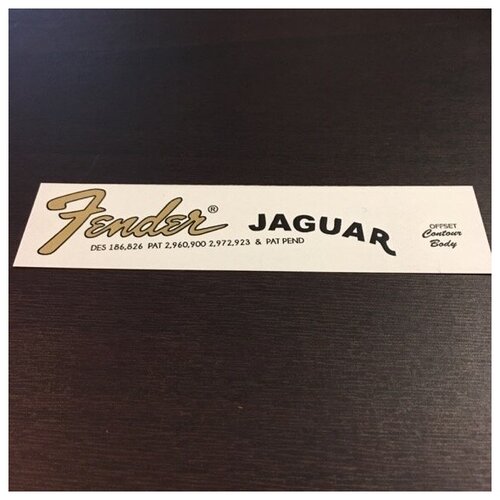 Fender® JAGUAR
DES 186,826 PAT 2,960,900 2,972,923 & PAT PEND
OFFSET
Contour
Body